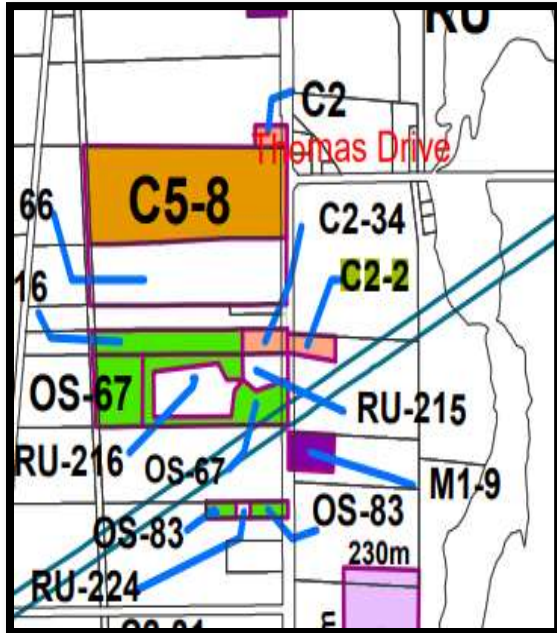 RU
C2
Thomas Drive
C5-8
66
C2-34
C2-2
16
OS-67
RU-215
RU-216
OS-67
M1-9
OS-83
OS-83
230m
RU-224